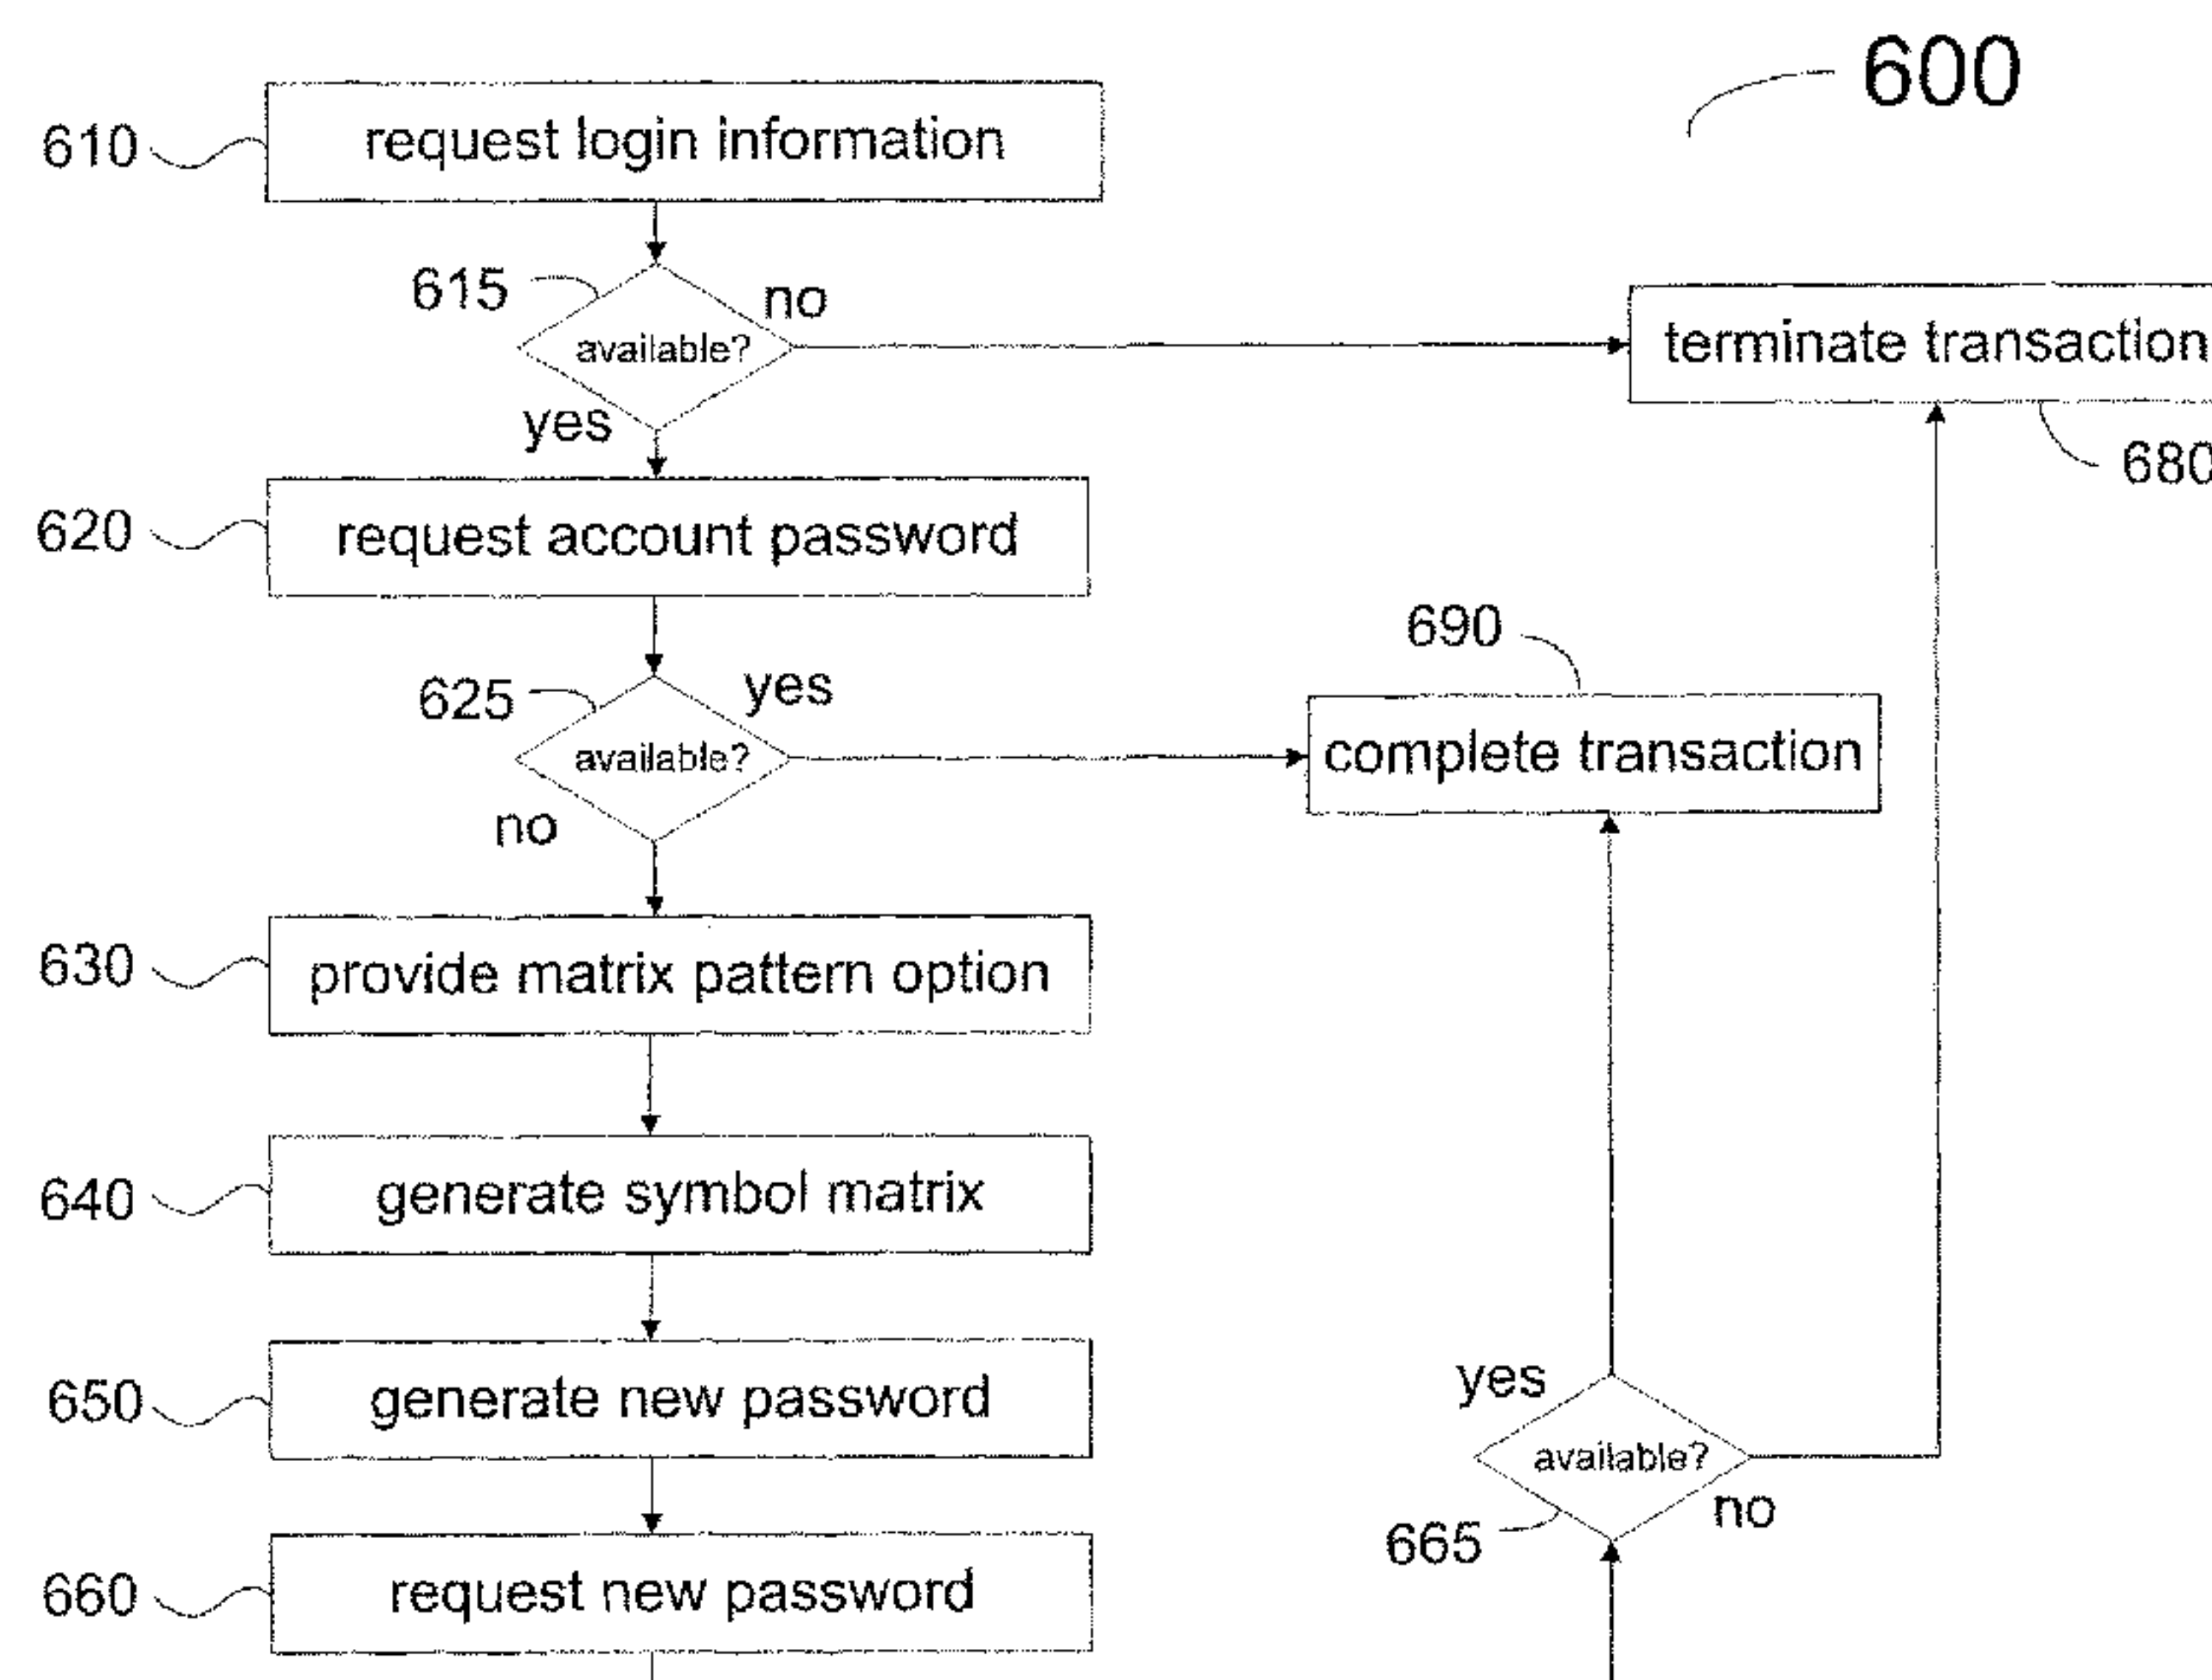 600
610
request login information
615
no
available?
terminate transaction
yes
680
620
request account password
690
625
yes
available?
complete transaction
no
630
provide matrix pattern option
640
generate symbol matrix
650
generate new password
yes
available?
no
665
660
request new password